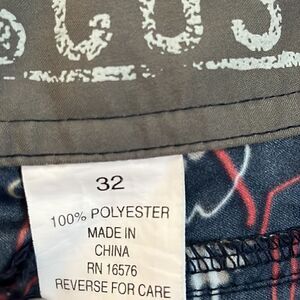 32
100% POLYESTER
MADE IN
CHINA
RN 16576
REVERSE FOR CARE